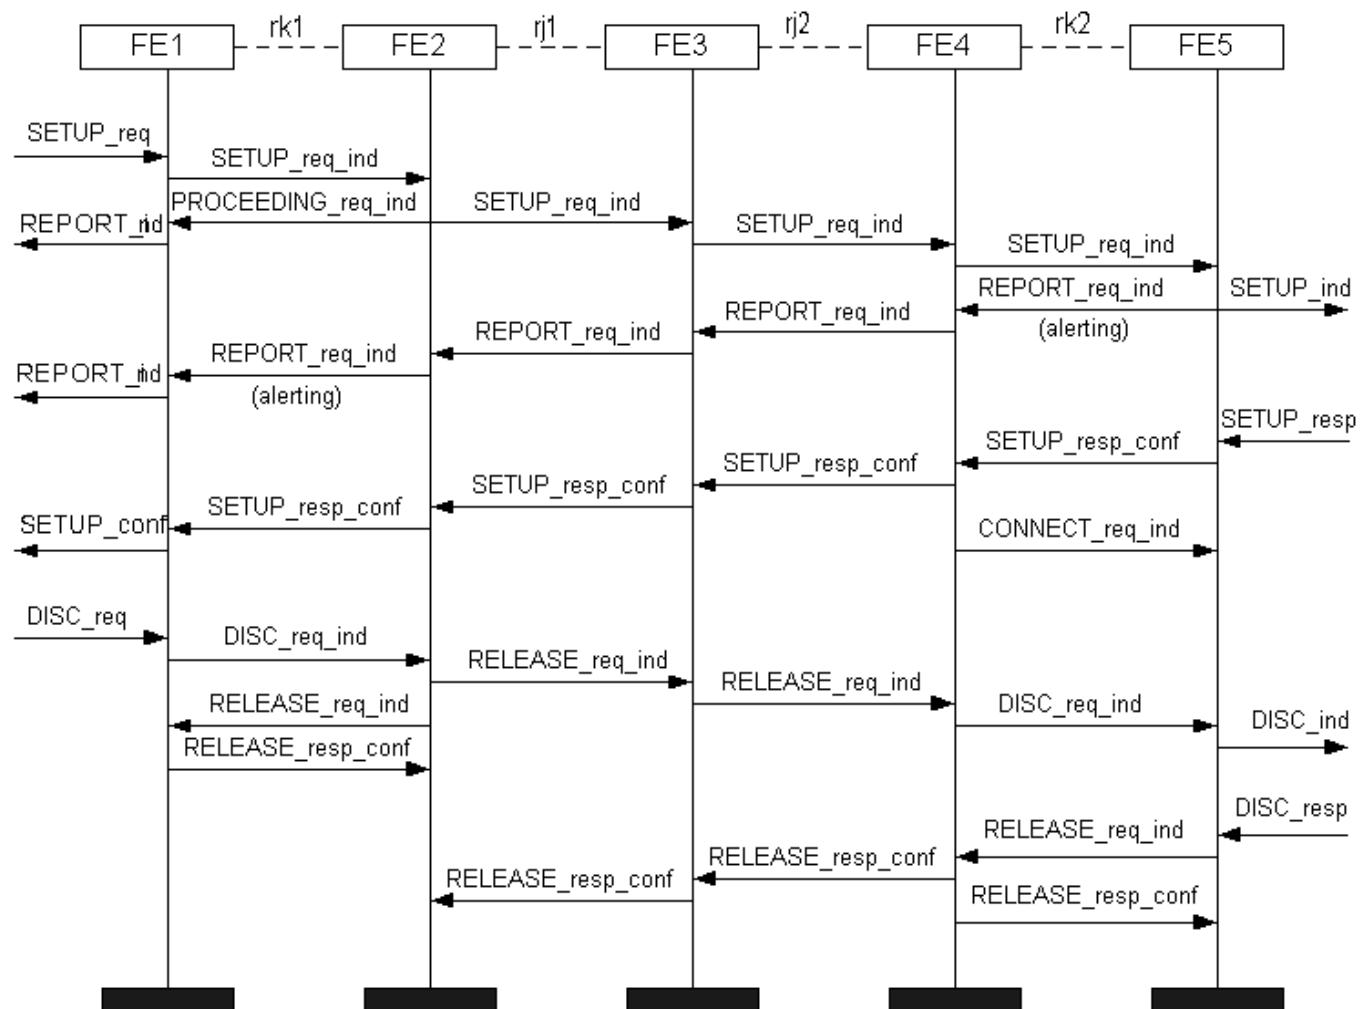 rk1 rj1 rj2 rk2
FE1 FE2 FE3 FE4 FE5
SETUP_req
SETUP_req_ind
PROCEEDING_req_ind SETUP_req_ind
REPORT_ind SETUP_req_ind
SETUP_req_ind
REPORT_req_ind SETUP_ind
(alerting)
REPORT_req_ind
REPORT_req_ind
REPORT_req_ind
(alerting)
REPORT_ind
SETUP_resp
SETUP_resp_conf
SETUP_resp_conf
SETUP_resp_conf
SETUP_resp_conf
SETUP_conf CONNECT_req_ind
DISC_req
DISC_req_ind
RELEASE_req_ind
RELEASE_req_ind
RELEASE_req_ind DISC_req_ind
DISC_ind
RELEASE_resp_conf
DISC_resp
RELEASE_req_ind
RELEASE_resp_conf
RELEASE_resp_conf
RELEASE_resp_conf